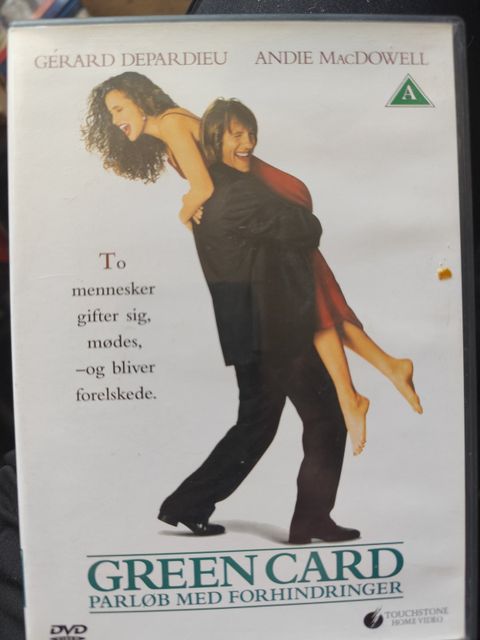 GÉRARD DEPARDIEU ANDIE MACDOWELL
A
To
mennesker
gifter sig,
mødes,
–og bliver
forelskede.
GREEN CARD
PARLØB MED FORHINDRINGER
TOUCHSTONE
HOME VIDEO
DVD
VIDEO